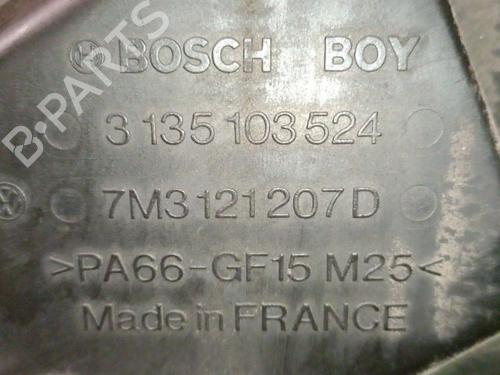 BOSCH BOY
3 135 103 524
7M3 121 207 D
>PA66-GF15 M25<
Made in FRANCE
B-PARTS